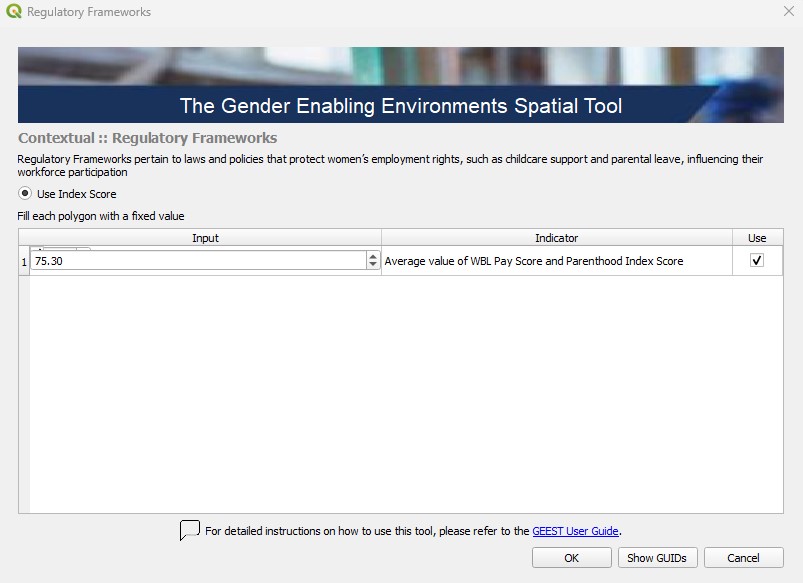 Regulatory Frameworks
The Gender Enabling Environments Spatial Tool
Contextual :: Regulatory Frameworks
Regulatory Frameworks pertain to laws and policies that protect women's employment rights, such as childcare support and parental leave, influencing their
workforce participation
Use Index Score
Fill each polygon with a fixed value
Input Indicator Use
1 75.30 Average value of WBL Pay Score and Parenthood Index Score
For detailed instructions on how to use this tool, please refer to the GEEST User Guide.
OK Show GUIDs Cancel